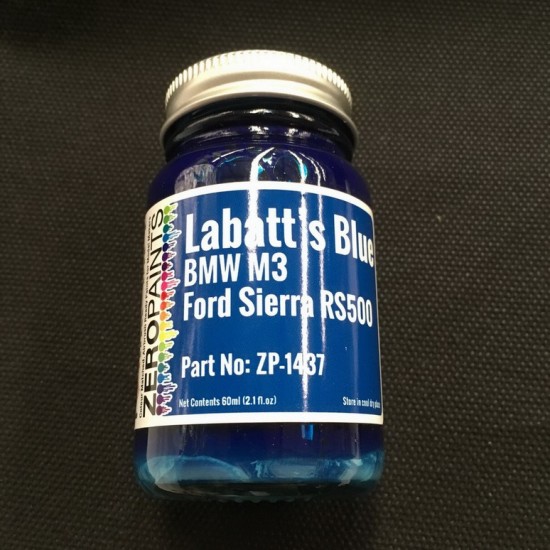 Labatt's Blue
BMW M3
Ford Sierra RS500
Part No: ZP-1437
Net Contents 60ml (2.1 fl.oz)
Store in cool dry place
ZEROPAINTS